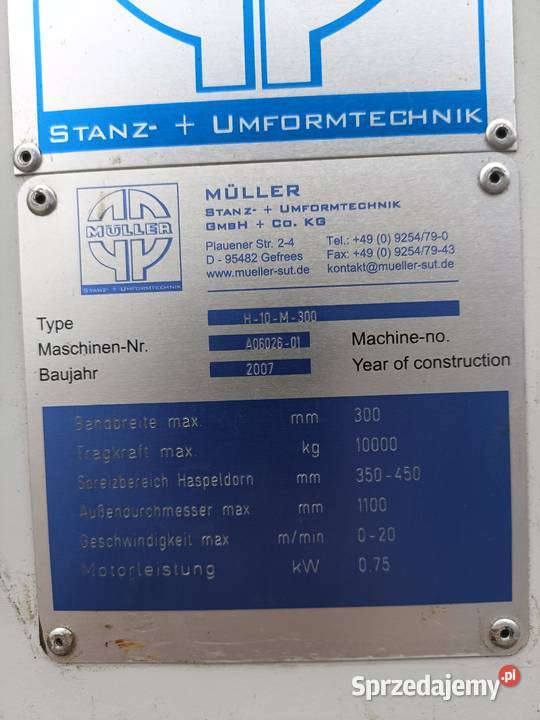 STANZ- + UMFORMTECHNIK
MÜLLER
STANZ- + UMFORMTECHNIK
MÜLLER
STANZ- + UMFORMTECHNIK
GMBH + CO. KG
Plauener Str. 2-4 Tel.: +49 (0) 9254/79-0
D - 95482 Gefrees Fax: +49 (0) 9254/79-43
www.mueller-sut.de kontakt@mueller-sut.de
Type H-10-M-300
Maschinen-Nr. A06026-01 Machine-no.
Baujahr 2007 Year of construction
Bandbreite max. mm 300
Tragkraft max. kg 10000
Spreizbereich Haspeldorn mm 350-450
Außendurchmesser max. mm 1100
Geschwindigkeit max m/min 0-20
Motorleistung kW 0.75
Sprzedajemy.pl